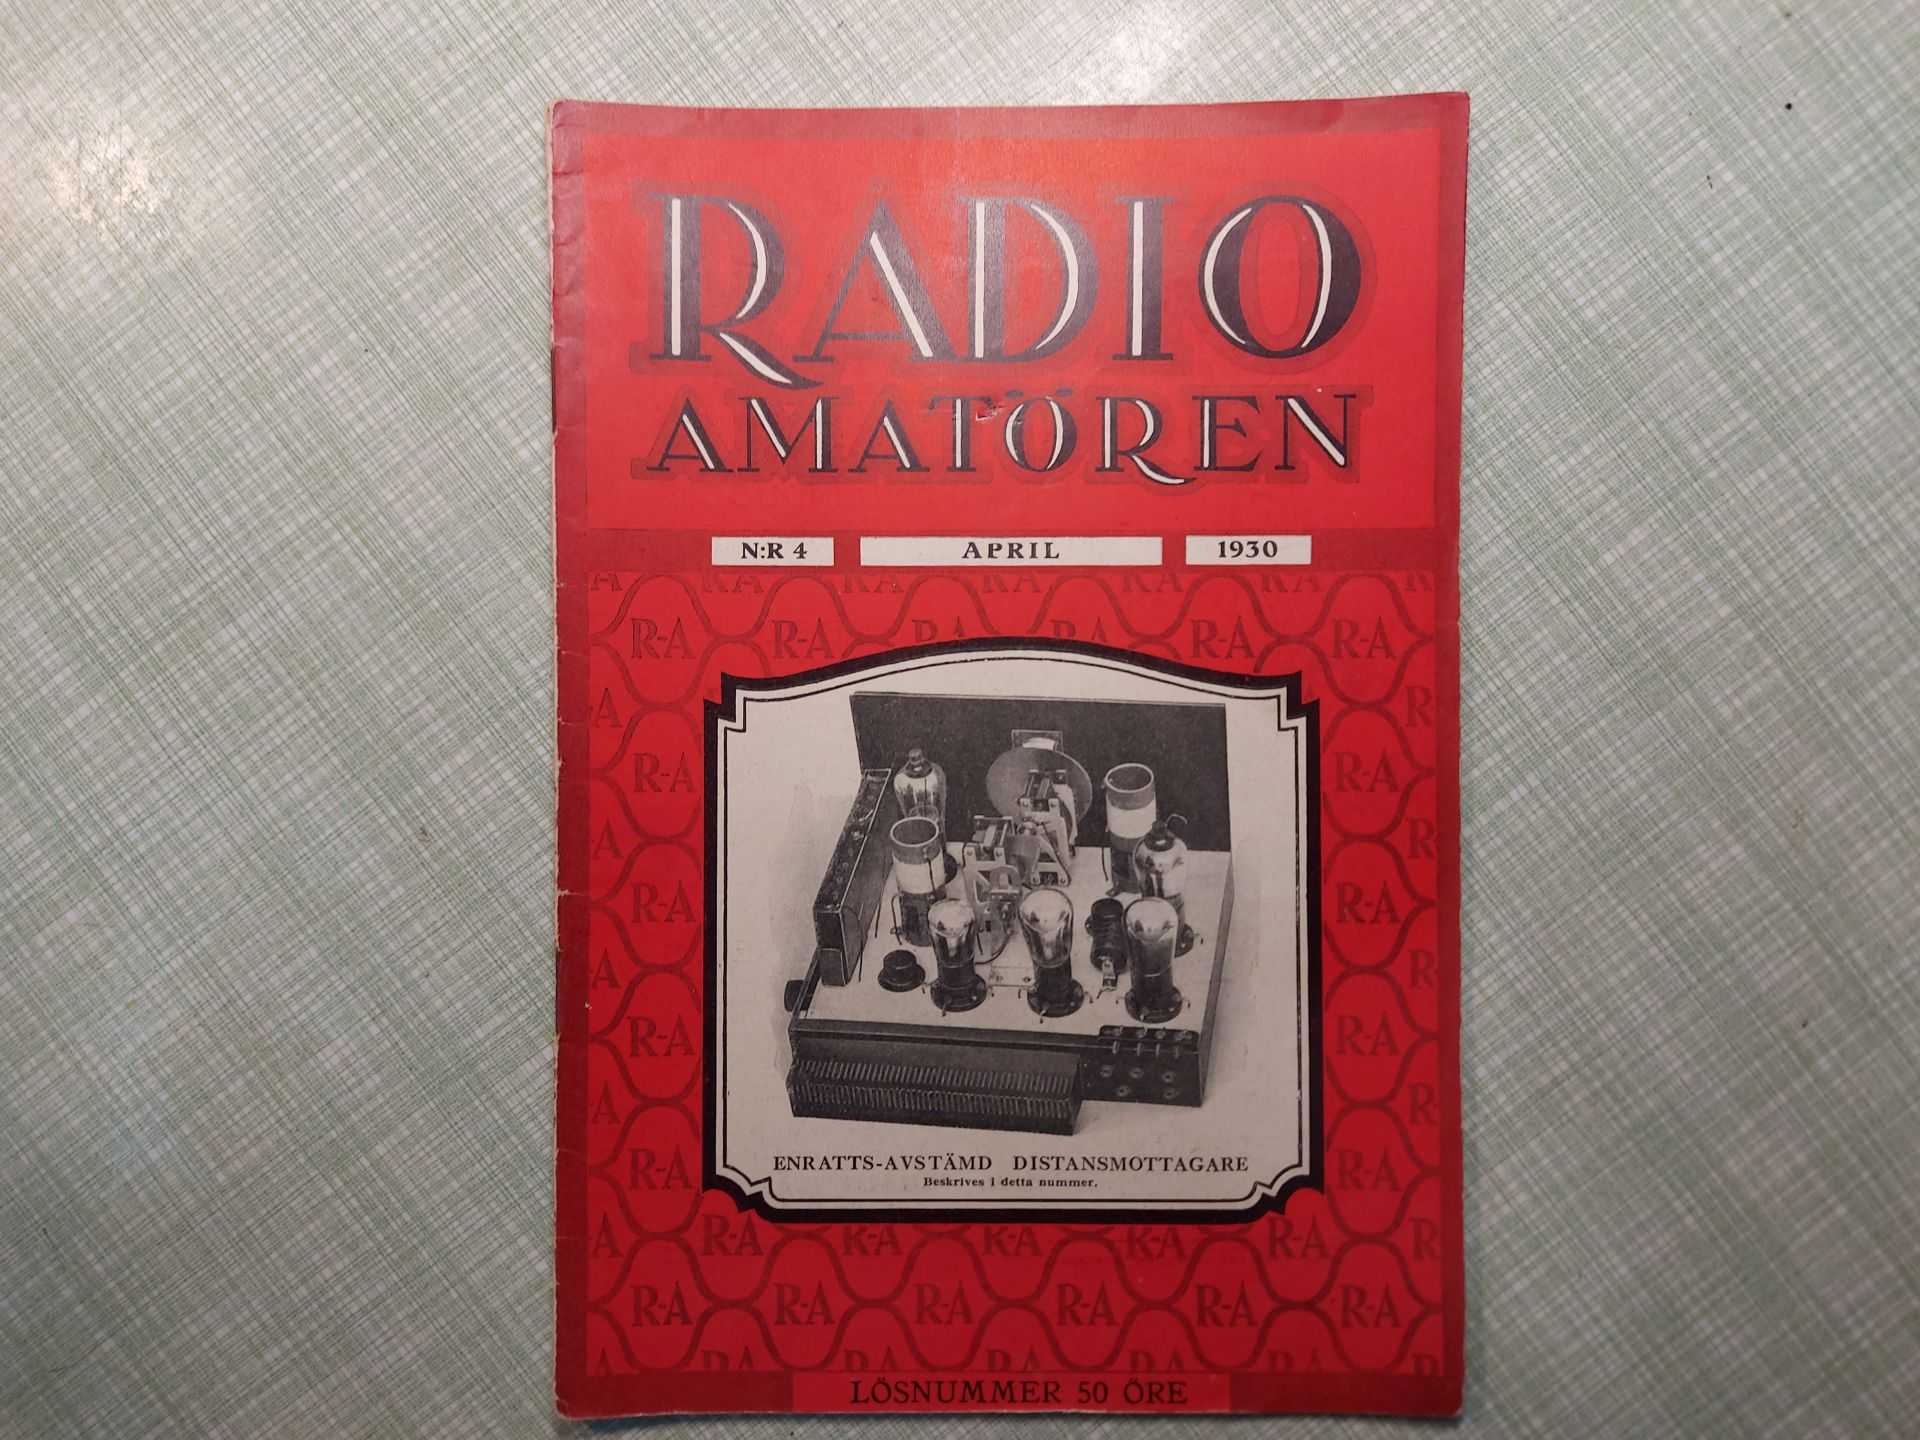 RADIO
AMATÖREN
N:R 4 APRIL 1930
R-A R-A R-A R-A R-A R-A
R-A R-A
R-A R-A
R-A R-A
R-A R-A
ENRATTS-AVSTÄMD DISTANSMOTTAGARE
Beskrives i detta nummer.
R-A R-A R-A R-A R-A
R-A R-A R-A R-A R-A R-A
LÖSNUMMER 50 ÖRE